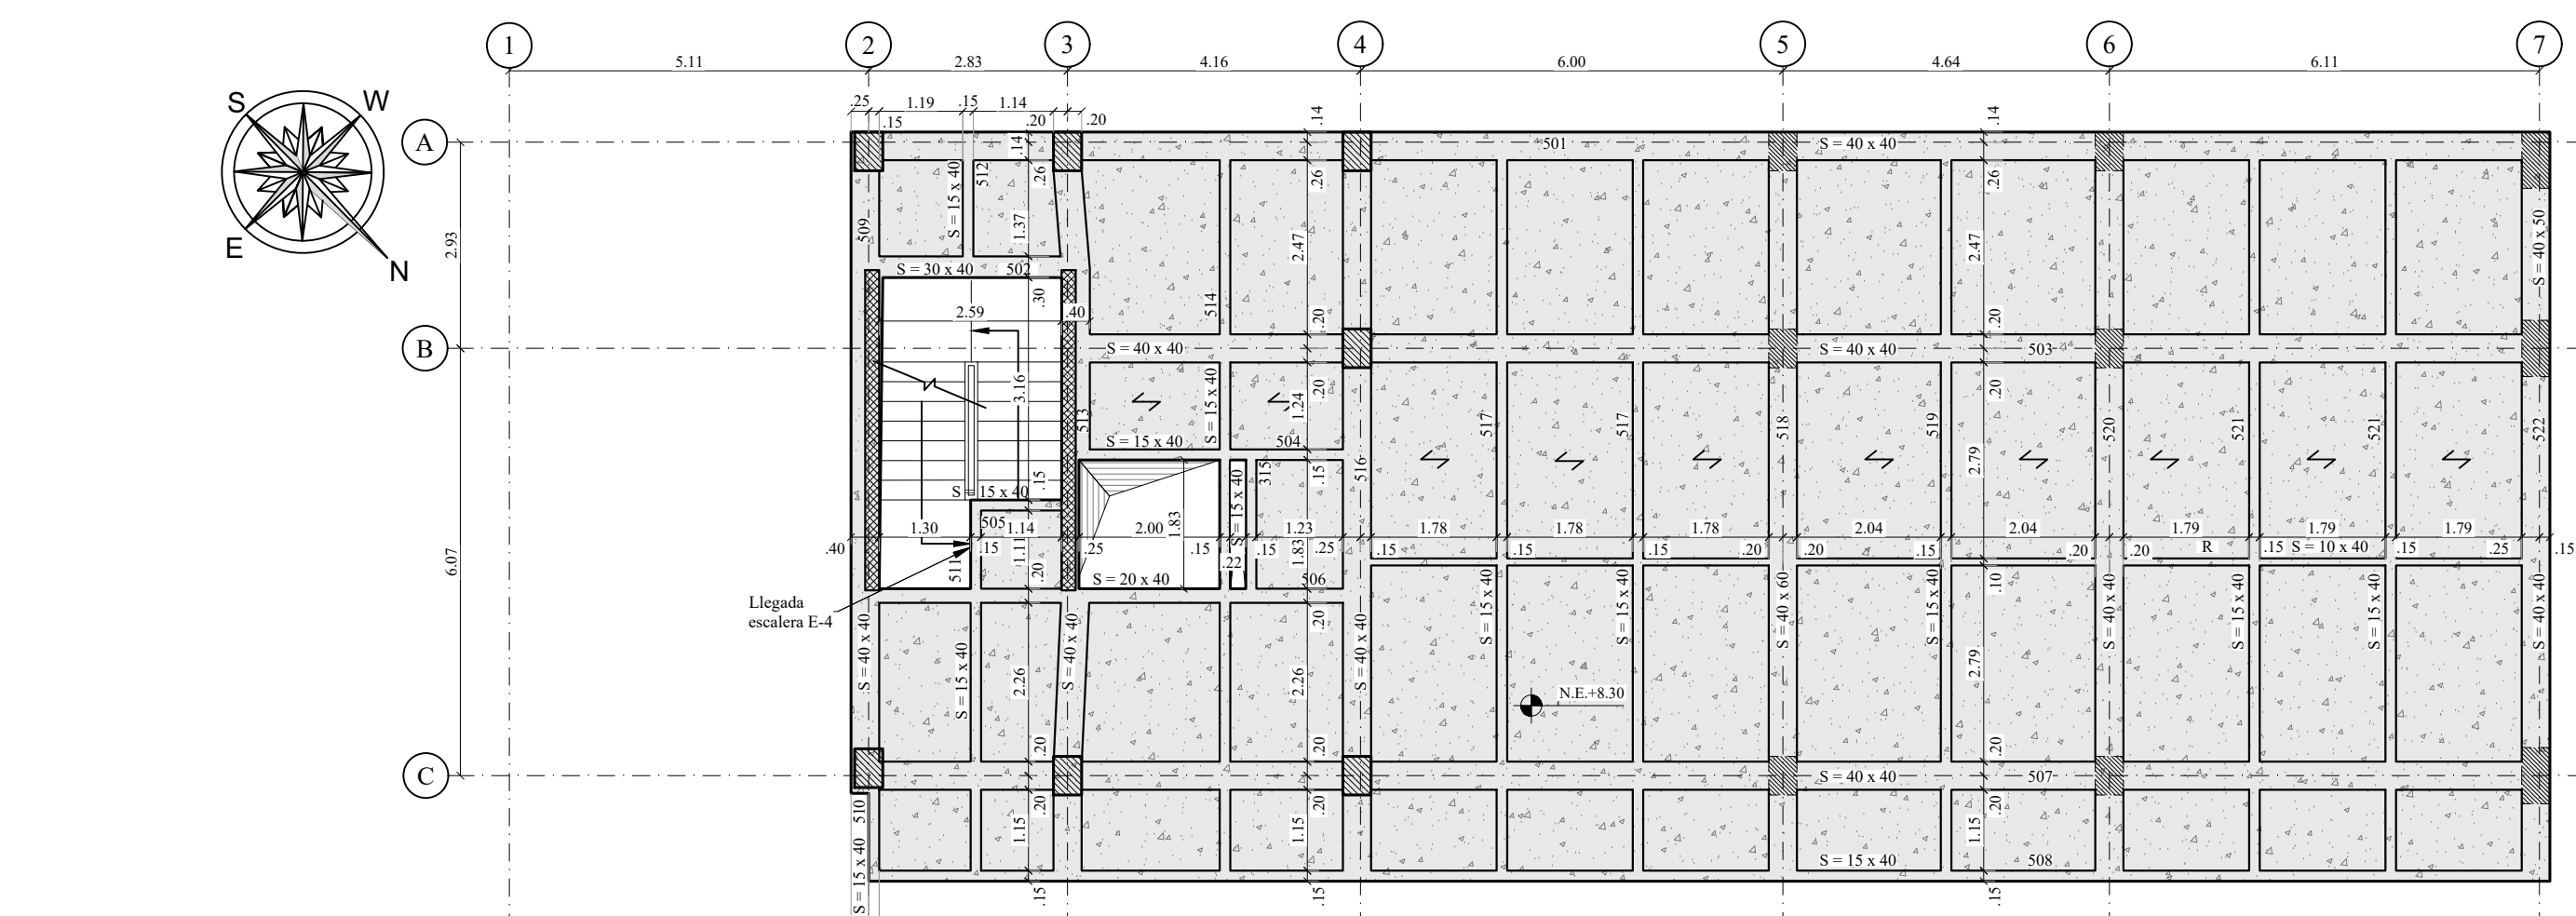 1 2 3 4 5 6 7
5.11 2.83 4.16 6.00 4.64 6.11
S W E N
.25 1.19 .15 1.14
.15 .20 .20 .14 .14
A
.14 501 S = 40 x 40
S = 15 x 40 512 .26 .26 .26
2.93 509 1.37 2.47 2.47 S = 40 x 50
S = 30 x 40 502
.30 514 .20 .20
2.59 .40
B
S = 40 x 40 S = 40 x 40 503
3.16 .20 .20
513 S = 15 x 40 1.24
S = 15 x 40 504
517 517 518 519 520 521 521 522
.15 S = 15 x 40 315 .15 516 2.79
S = 15 x 40
505 1.30 1.14 2.00 1.83 1.23 1.78 1.78 1.78 2.04 2.04 1.79 1.79 1.79
.40 .15 1.11 .25 .15 .22 .15 1.83 .25 .15 .15 .15 .20 .20 .15 .20 .20 R .15 S = 10 x 40 .15 .25 .15
6.07 511 .20 S = 20 x 40 506 .10
Llegada
escalera E-4
.20
S = 40 x 40 S = 15 x 40 S = 40 x 40 S = 40 x 40 S = 15 x 40 S = 15 x 40 S = 40 x 60 S = 15 x 40 S = 40 x 40 S = 15 x 40 S = 15 x 40 S = 40 x 40
2.26 2.26 2.79
N.E.+8.30
.20 .20 .20
C
S = 40 x 40 507
510 .20 .20 .20
1.15 1.15 1.15
S = 15 x 40 S = 15 x 40 508
.15 .15 .15